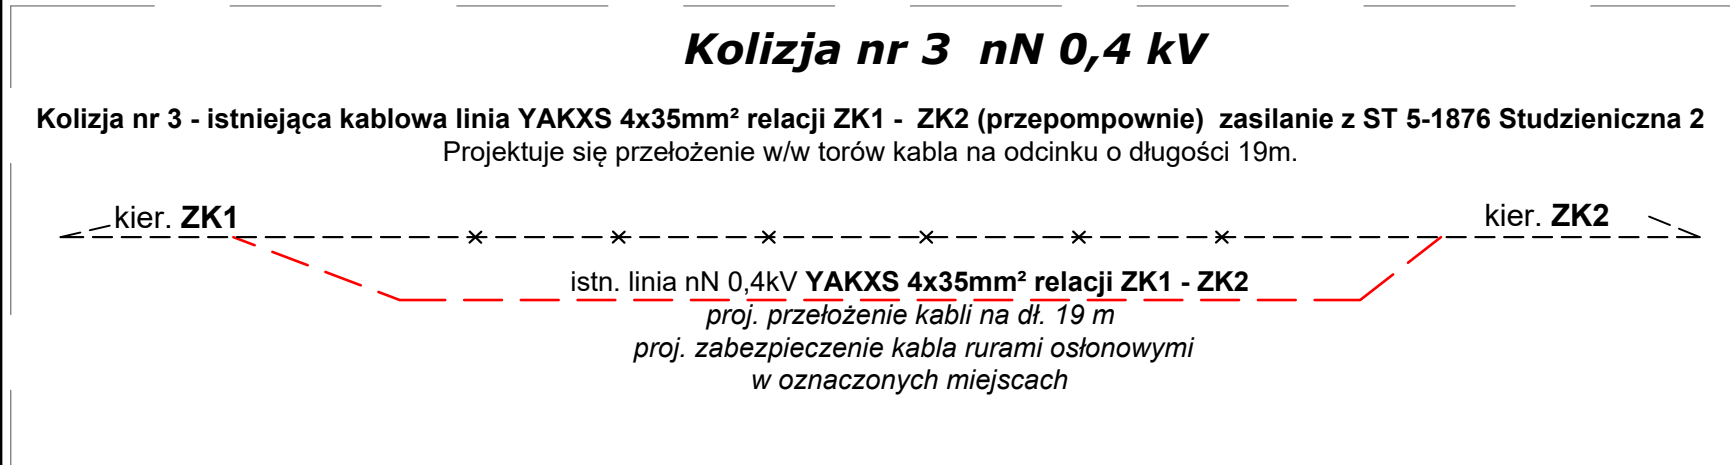 Kolizja nr 3 nN 0,4 kV
Kolizja nr 3 - istniejąca kablowa linia YAKXS 4x35mm² relacji ZK1 - ZK2 (przepompownie) zasilanie z ST 5-1876 Studzieniczna 2
Projektuje się przełożenie w/w torów kabla na odcinku o długości 19m.
kier. ZK1
kier. ZK2
istn. linia nN 0,4kV YAKXS 4x35mm² relacji ZK1 - ZK2
proj. przełożenie kabli na dł. 19 m
proj. zabezpieczenie kabla rurami osłonowymi
w oznaczonych miejscach